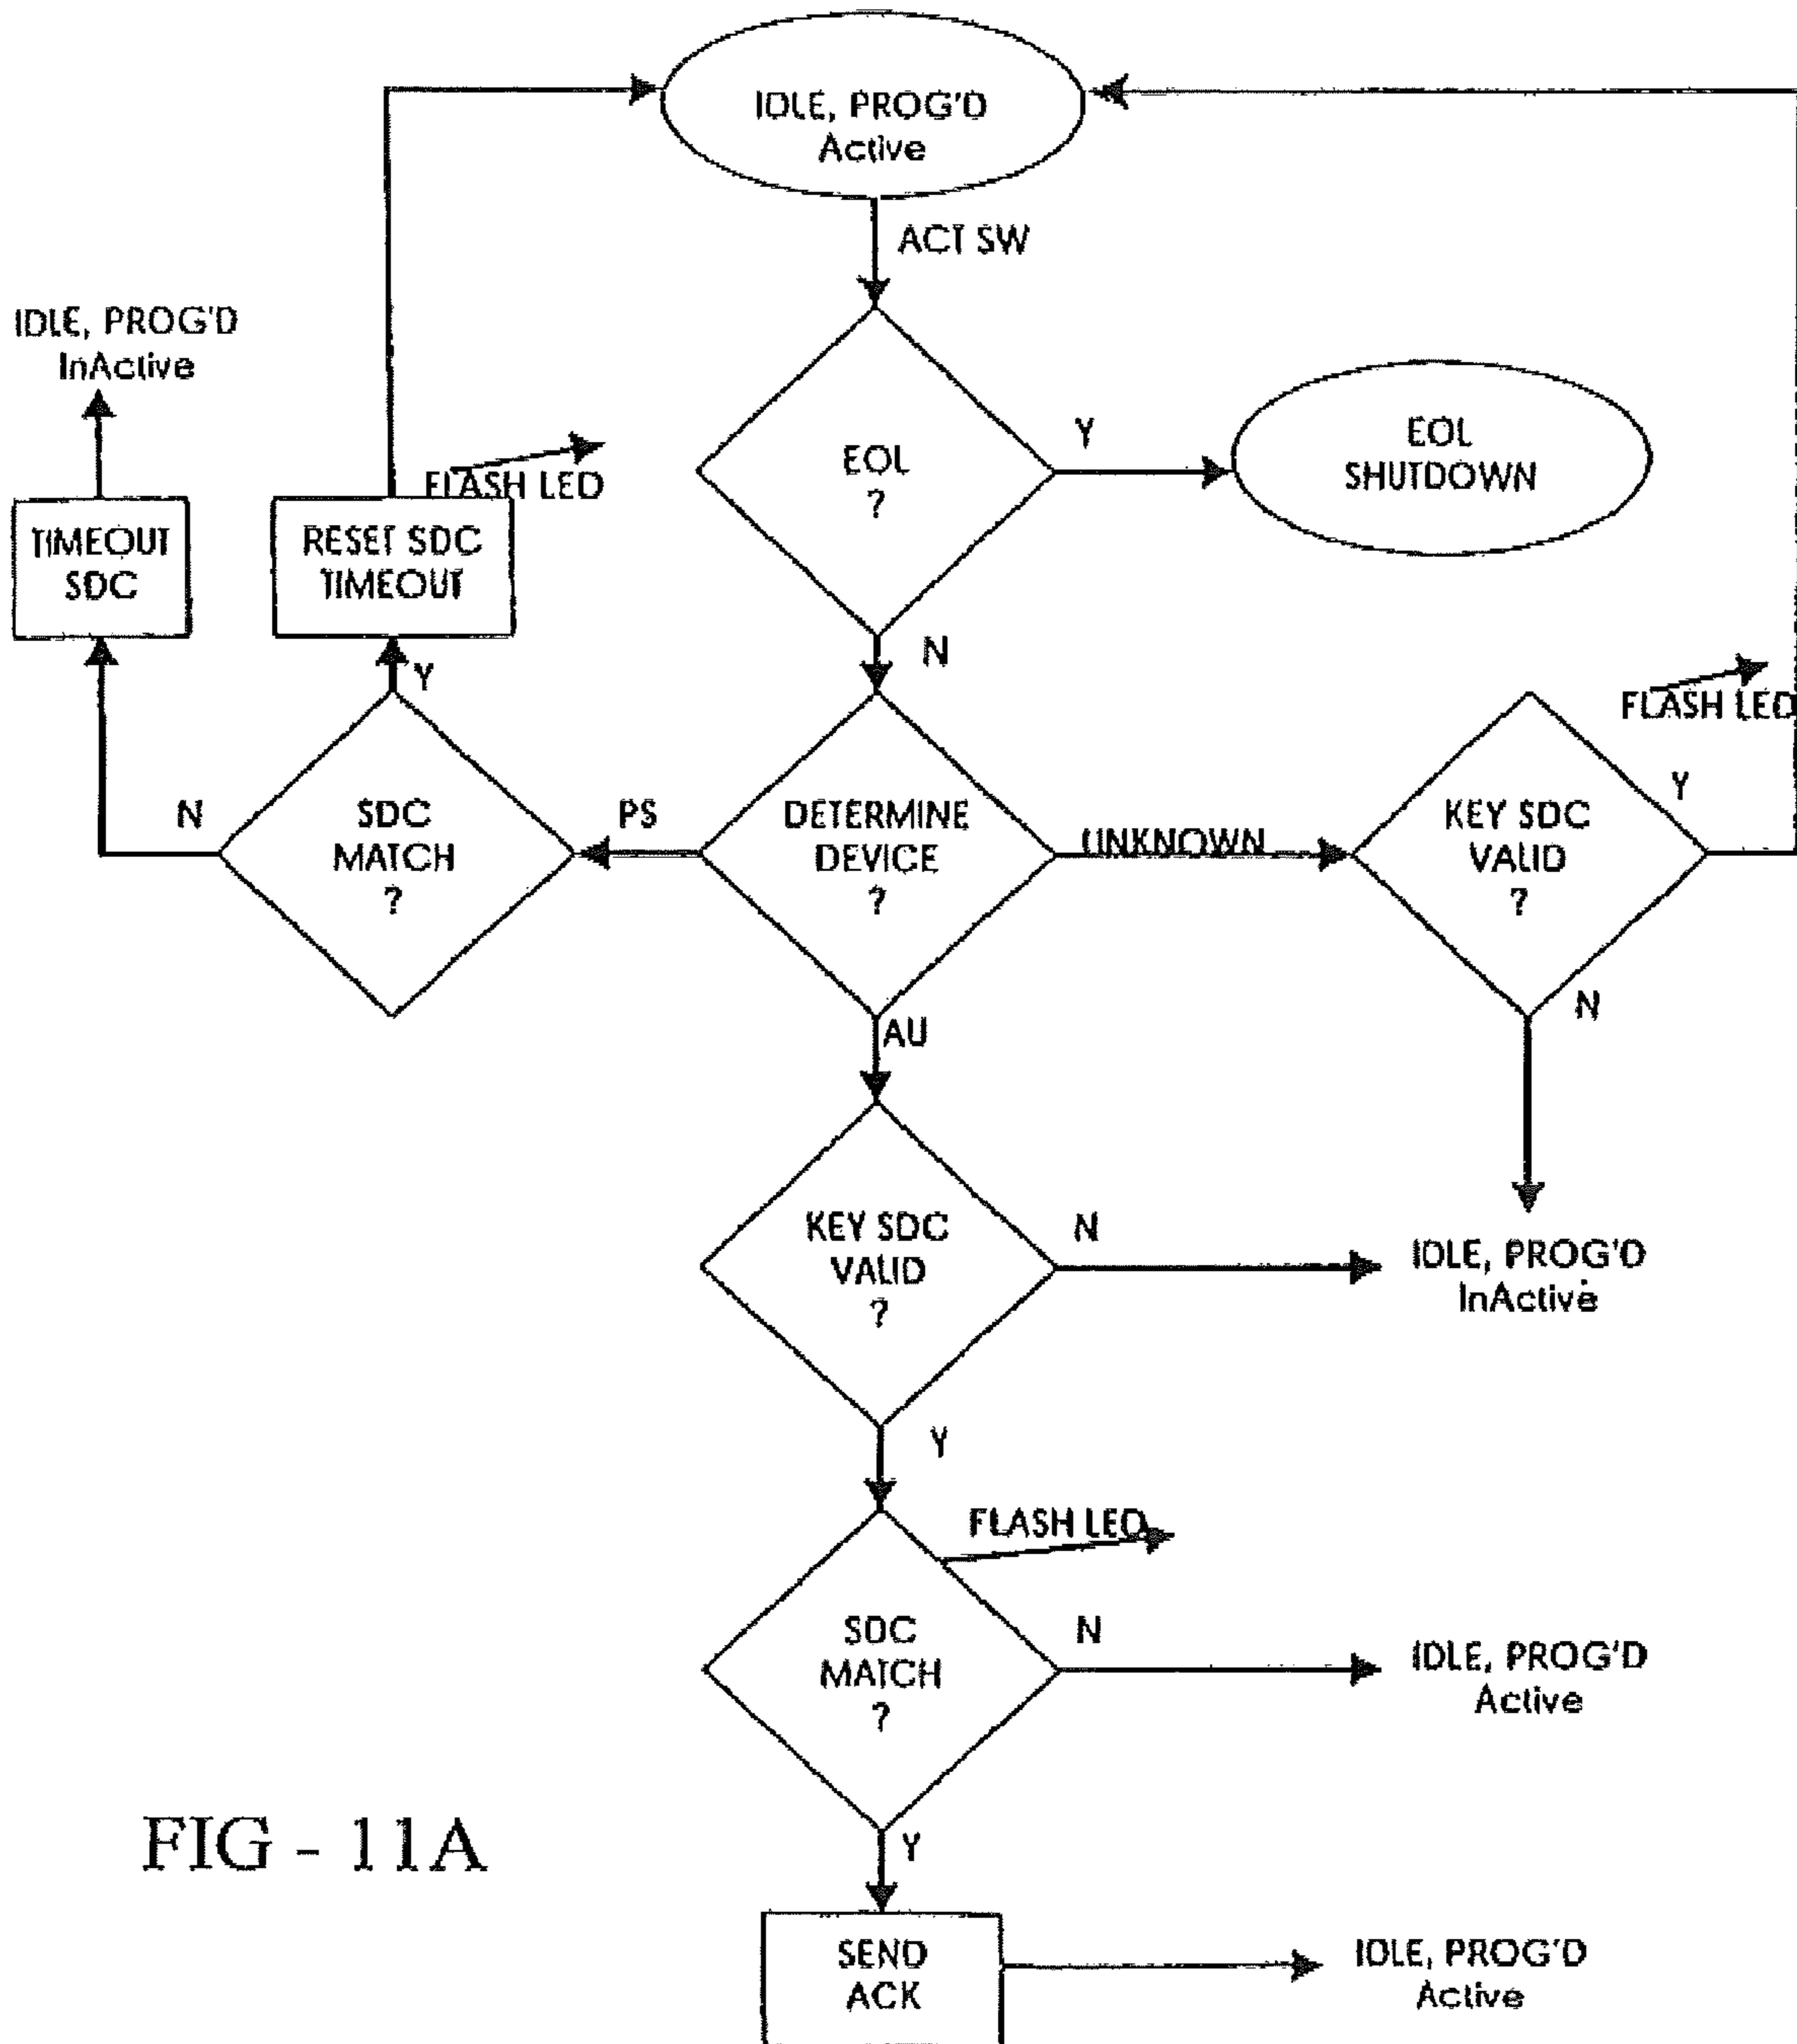 IDLE, PROG'D
Active
ACT SW
IDLE, PROG'D
InActive
EOL
?
Y
EOL
SHUTDOWN
FLASH LED
TIMEOUT
SDC
RESET SDC
TIMEOUT
N
Y
FLASH LED
N
SDC
MATCH
?
PS
DETERMINE
DEVICE
?
UNKNOWN
KEY SDC
VALID
?
Y
N
AU
KEY SDC
VALID
?
N
IDLE, PROG'D
InActive
Y
FLASH LED
SDC
MATCH
?
N
IDLE, PROG'D
Active
Y
FIG - 11A
SEND
ACK
IDLE, PROG'D
Active